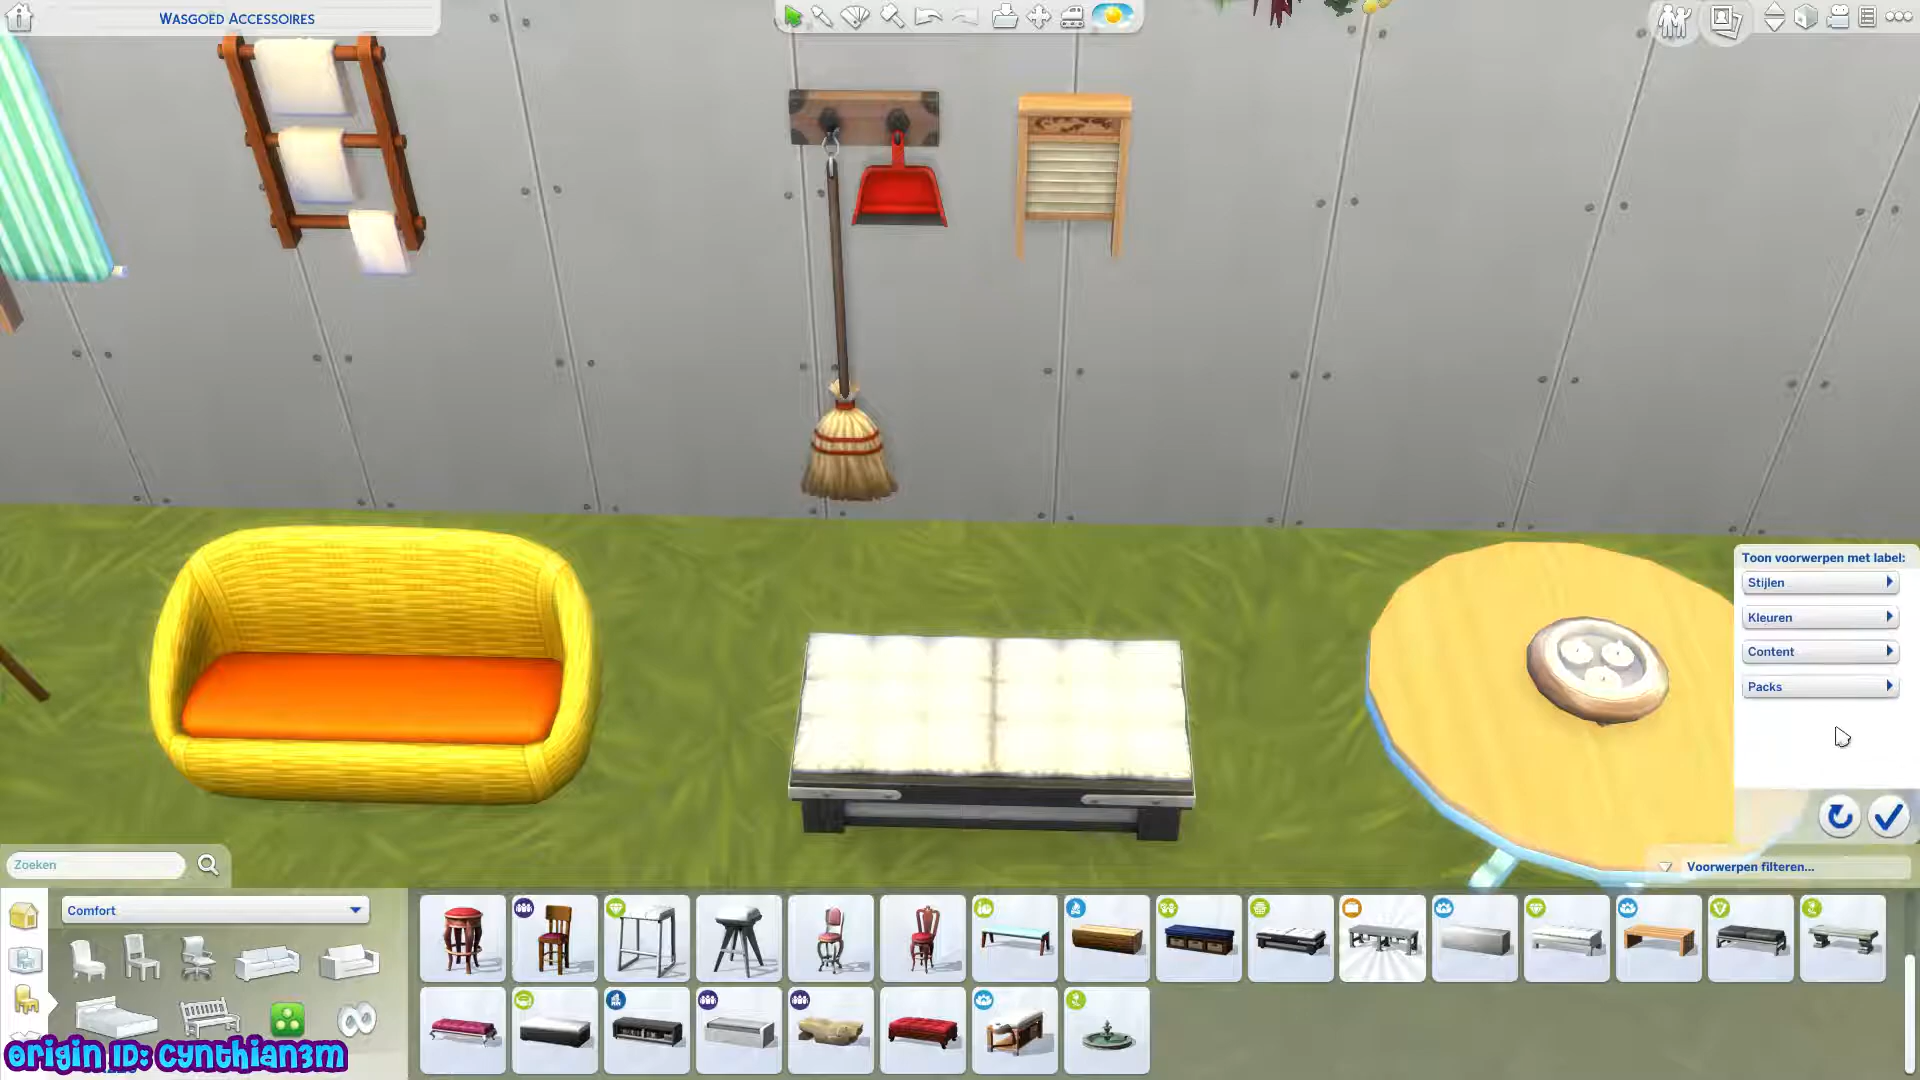 Wasgoed Accessoires
Toon voorwerpen met label:
Stijlen
Kleuren
Content
Packs
Zoeken
Voorwerpen filteren...
Comfort
Origin ID: Cynthian3m